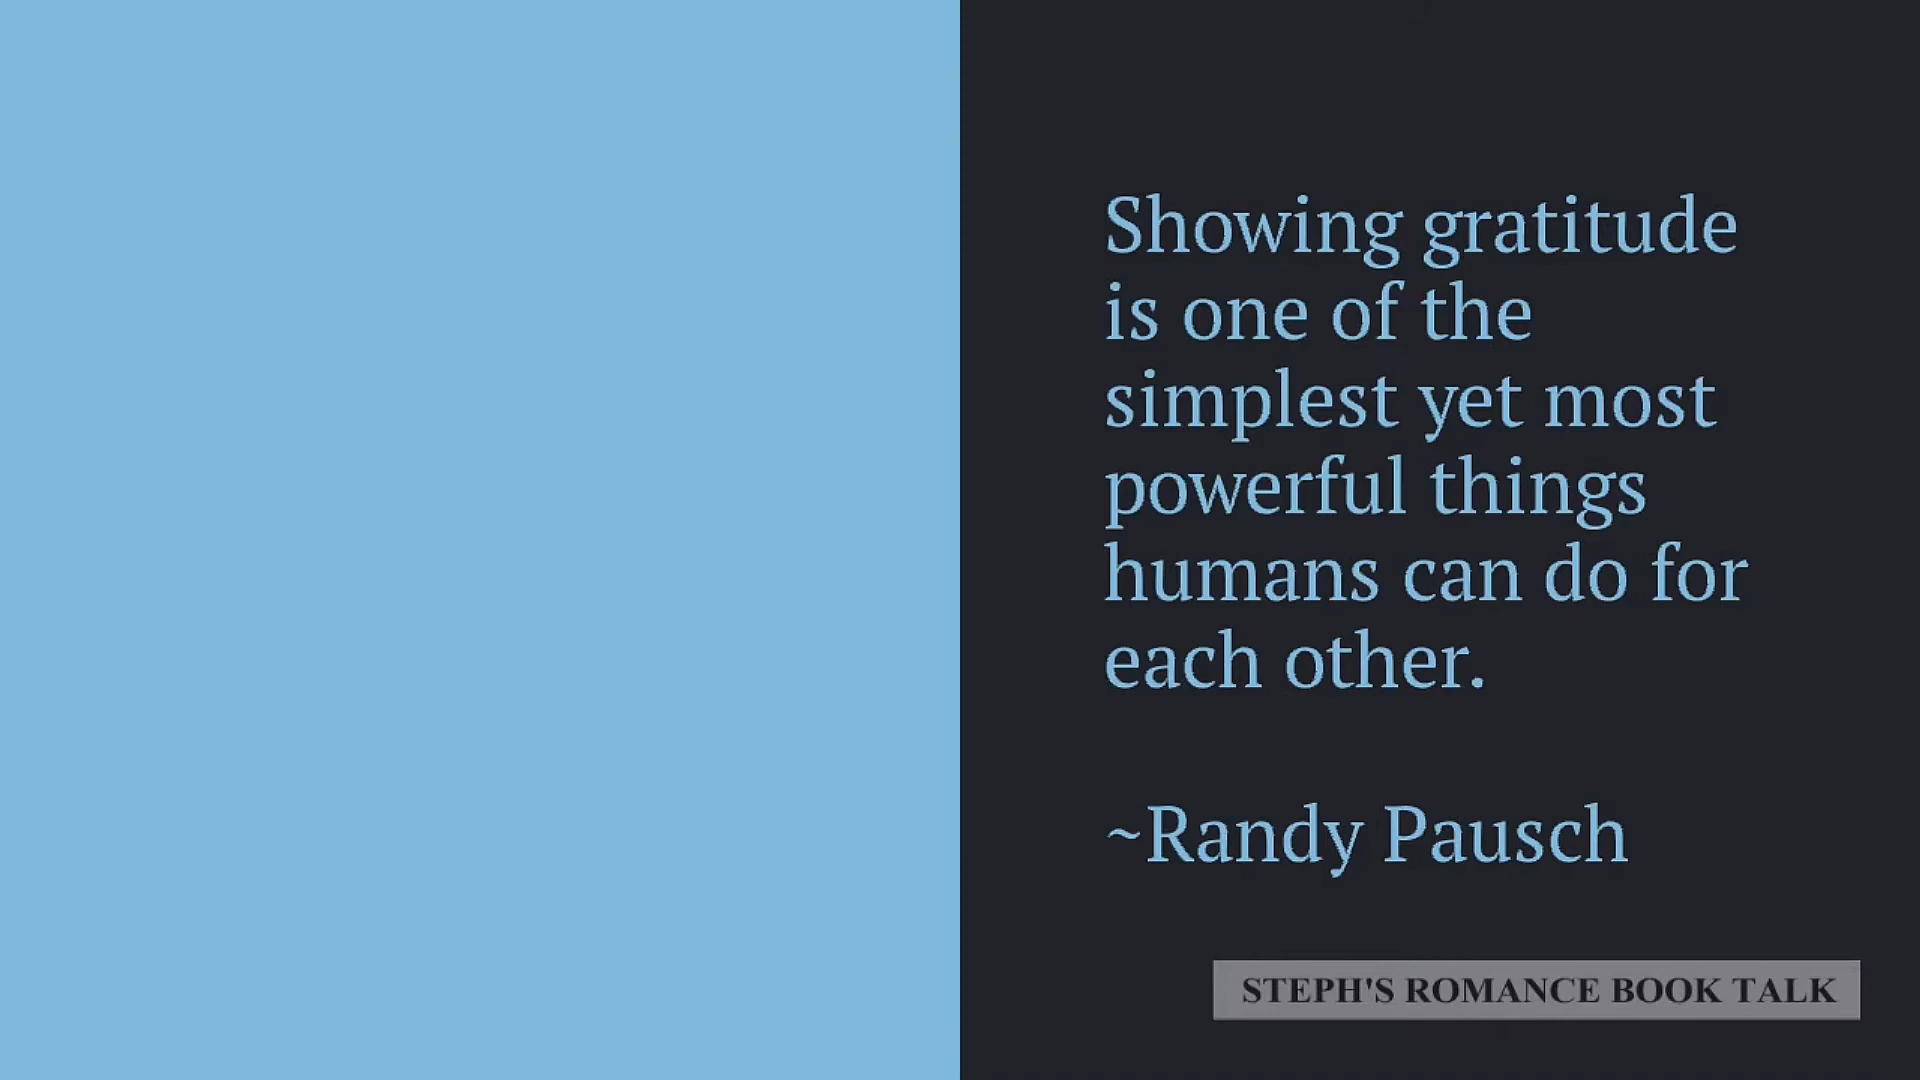 Showing gratitude
is one of the
simplest yet most
powerful things
humans can do for
each other.
~Randy Pausch
STEPH'S ROMANCE BOOK TALK